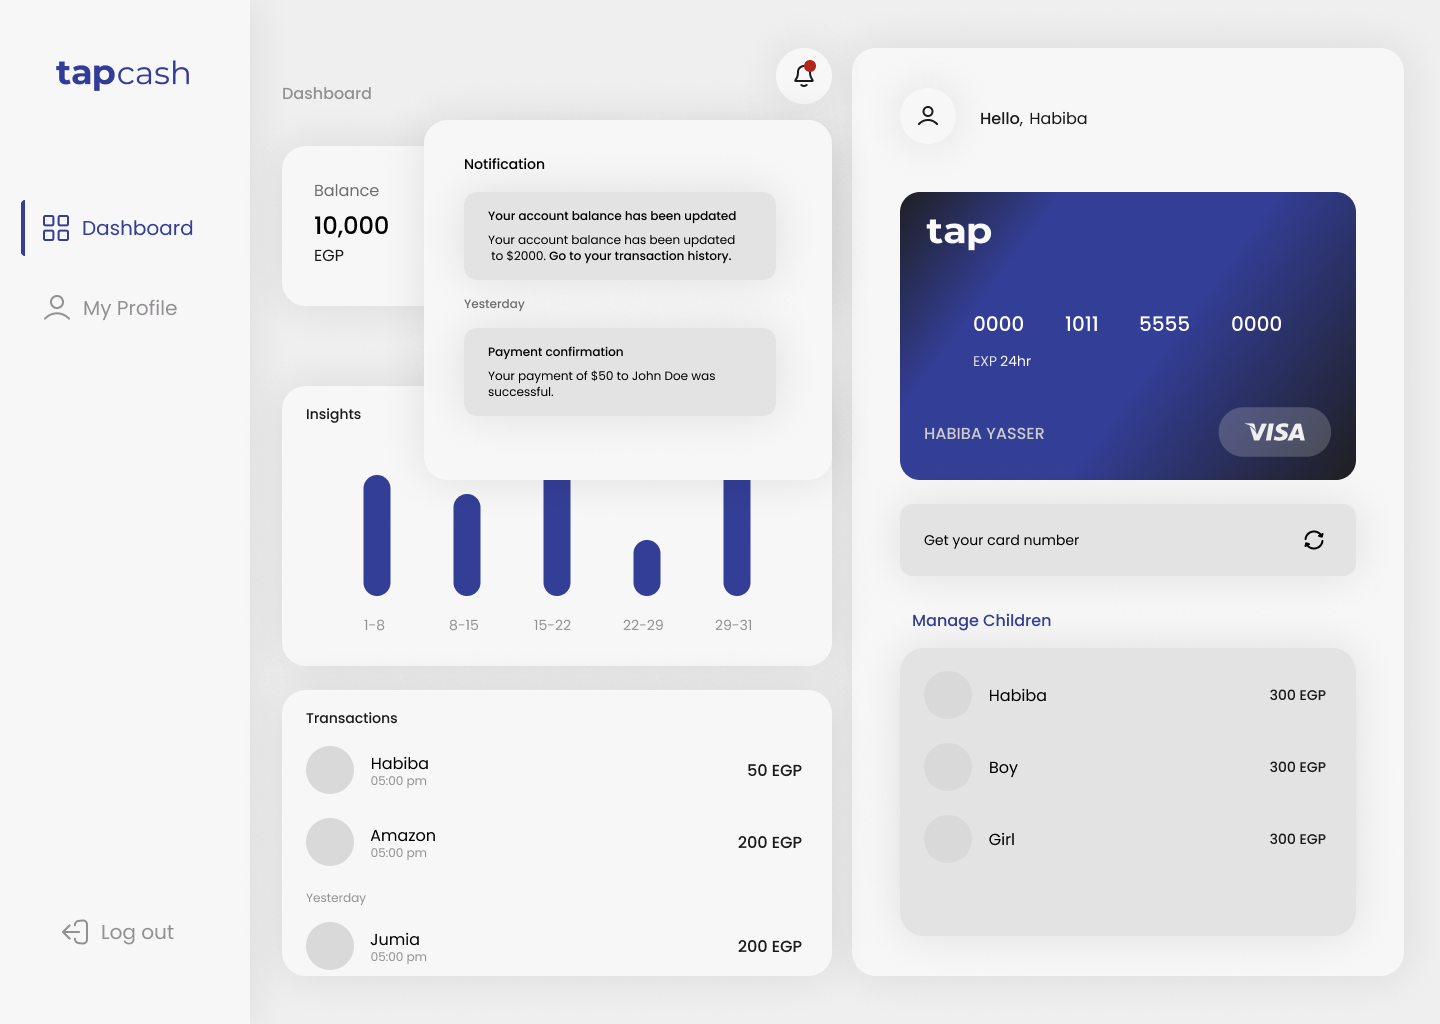 tapcash
Dashboard
My Profile
Log out
Dashboard
Balance
10,000
EGP
Notification
Your account balance has been updated
Your account balance has been updated
to $2000. Go to your transaction history.
Yesterday
Payment confirmation
Your payment of $50 to John Doe was
successful.
Insights
1-8 8-15 15-22 22-29 29-31
Transactions
Habiba 50 EGP
05:00 pm
Amazon 200 EGP
05:00 pm
Yesterday
Jumia 200 EGP
05:00 pm
Hello, Habiba
tap
0000 1011 5555 0000
EXP 24hr
HABIBA YASSER
VISA
Get your card number
Manage Children
Habiba 300 EGP
Boy 300 EGP
Girl 300 EGP